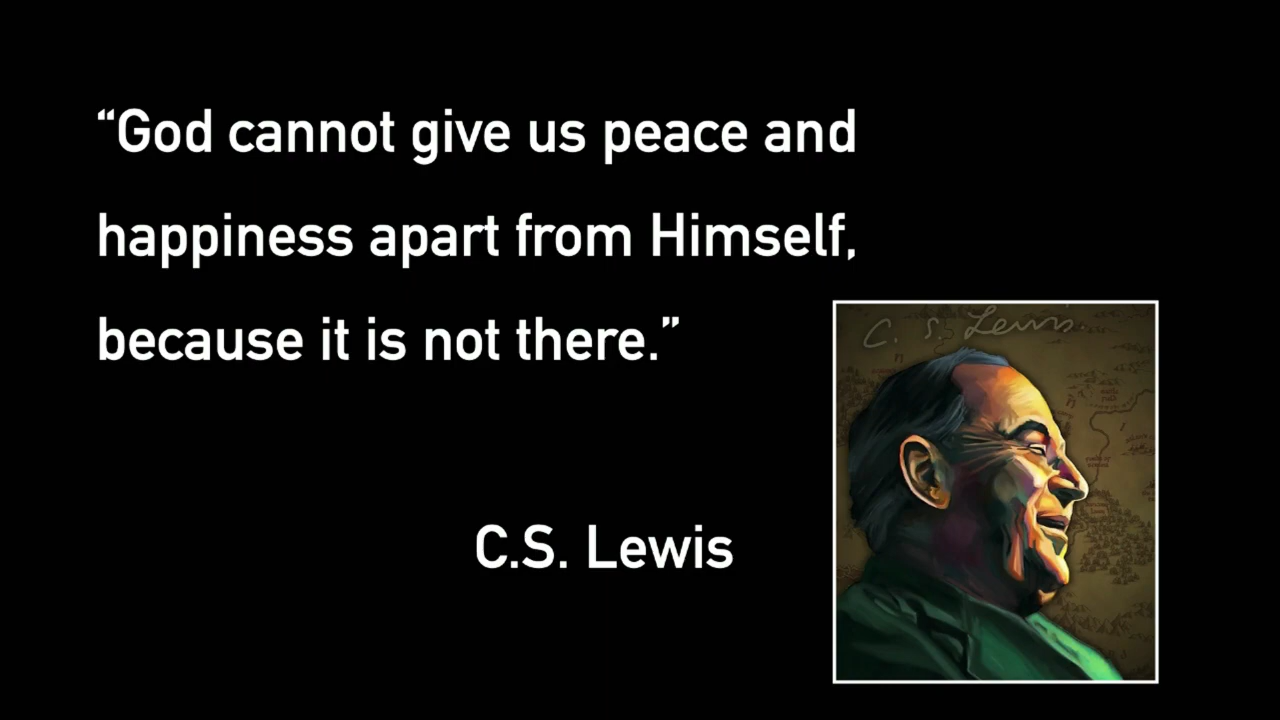 “God cannot give us peace and
happiness apart from Himself,
because it is not there.”
C.S. Lewis
C. S. Lewis.